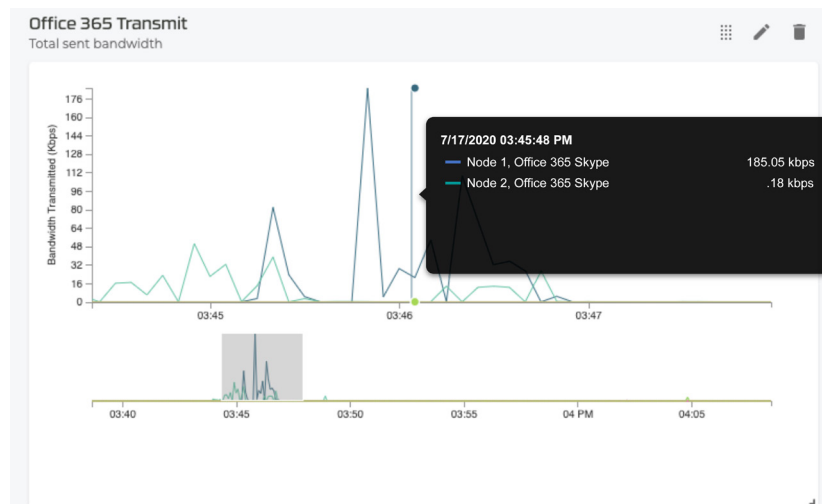 Office 365 Transmit
Total sent bandwidth
Bandwidth Transmitted (Kbps)
176
160
144
128
112
96
80
64
48
32
16
0
7/17/2020 03:45:48 PM
Node 1, Office 365 Skype 185.05 kbps
Node 2, Office 365 Skype .18 kbps
03:45 03:46 03:47
03:40 03:45 03:50 03:55 04 PM 04:05